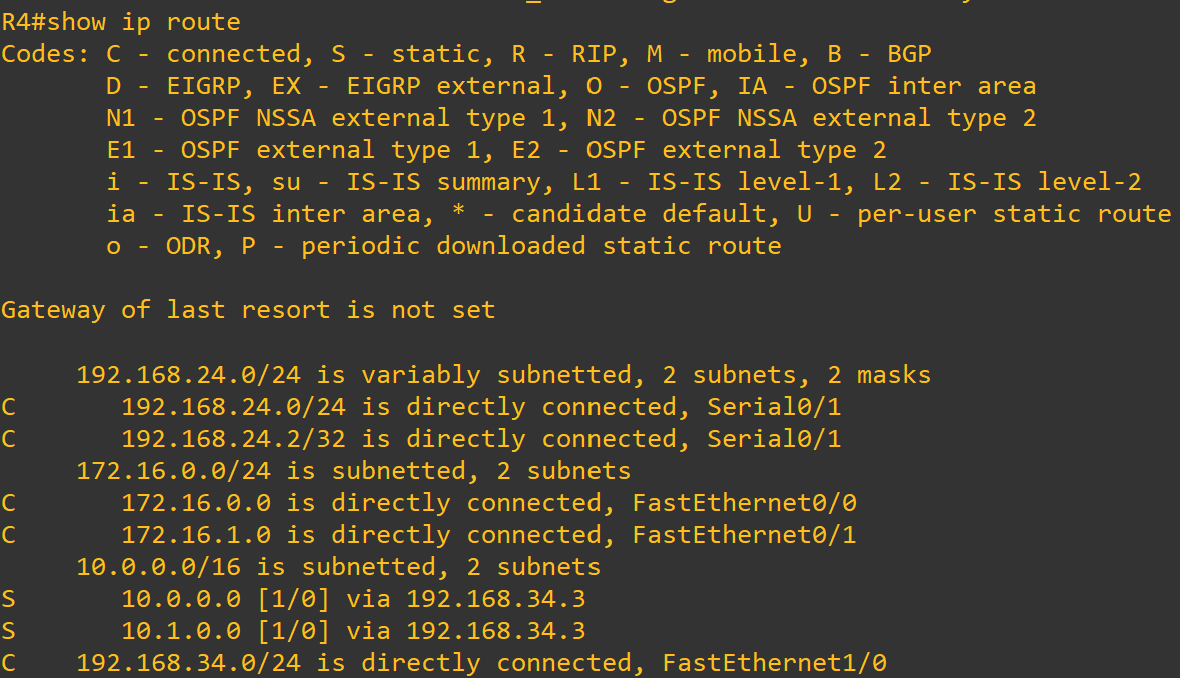 R4#show ip route
Codes: C - connected, S - static, R - RIP, M - mobile, B - BGP
       D - EIGRP, EX - EIGRP external, O - OSPF, IA - OSPF inter area
       N1 - OSPF NSSA external type 1, N2 - OSPF NSSA external type 2
       E1 - OSPF external type 1, E2 - OSPF external type 2
       i - IS-IS, su - IS-IS summary, L1 - IS-IS level-1, L2 - IS-IS level-2
       ia - IS-IS inter area, * - candidate default, U - per-user static route
       o - ODR, P - periodic downloaded static route

Gateway of last resort is not set

     192.168.24.0/24 is variably subnetted, 2 subnets, 2 masks
C       192.168.24.0/24 is directly connected, Serial0/1
C       192.168.24.2/32 is directly connected, Serial0/1
     172.16.0.0/24 is subnetted, 2 subnets
C       172.16.0.0 is directly connected, FastEthernet0/0
C       172.16.1.0 is directly connected, FastEthernet0/1
     10.0.0.0/16 is subnetted, 2 subnets
S       10.0.0.0 [1/0] via 192.168.34.3
S       10.1.0.0 [1/0] via 192.168.34.3
C    192.168.34.0/24 is directly connected, FastEthernet1/0